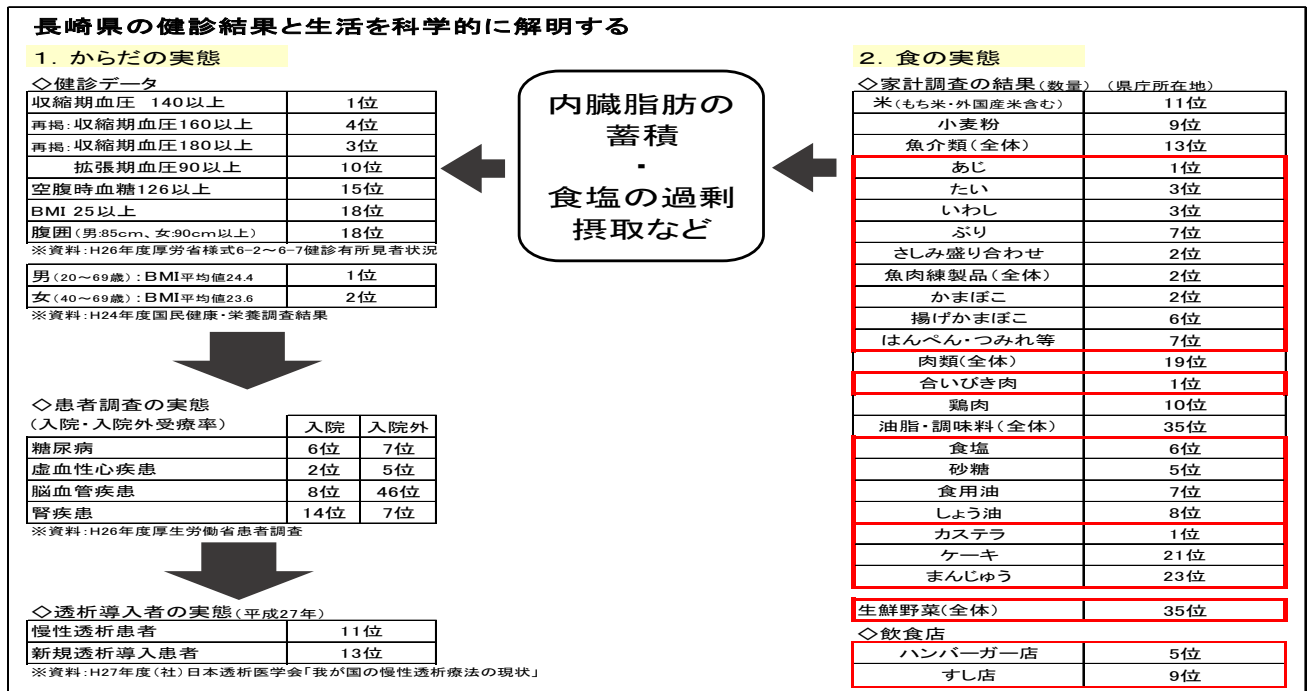 長崎県の健診結果と生活を科学的に解明する
1．からだの実態
◇健診データ
収縮期血圧 140以上 1位
再掲:収縮期血圧160以上 4位
再掲:収縮期血圧180以上 3位
拡張期血圧90以上 10位
空腹時血糖126以上 15位
BMI 25以上 18位
腹囲(男:85cm、女:90cm以上) 18位
※資料:H26年度厚労省様式6-2～6-7健診有所見者状況
男(20～69歳):BMI平均値24.4 1位
女(40～69歳):BMI平均値23.6 2位
※資料:H24年度国民健康・栄養調査結果
◇患者調査の実態
(入院・入院外受療率) 入院 入院外
糖尿病 6位 7位
虚血性心疾患 2位 5位
脳血管疾患 8位 46位
腎疾患 14位 7位
※資料:H26年度厚生労働省患者調査
◇透析導入者の実態(平成27年)
慢性透析患者 11位
新規透析導入患者 13位
※資料:H27年度(社)日本透析医学会「我が国の慢性透析療法の現状」
内臓脂肪の
蓄積
・
食塩の過剰
摂取など
2．食の実態
◇家計調査の結果(数量) (県庁所在地)
米(もち米・外国産米含む) 11位
小麦粉 9位
魚介類(全体) 13位
あじ 1位
たい 3位
いわし 3位
ぶり 7位
さしみ盛り合わせ 2位
魚肉練製品(全体) 2位
かまぼこ 2位
揚げかまぼこ 6位
はんぺん・つみれ等 7位
肉類(全体) 19位
合いびき肉 1位
鶏肉 10位
油脂・調味料(全体) 35位
食塩 6位
砂糖 5位
食用油 7位
しょう油 8位
カステラ 1位
ケーキ 21位
まんじゅう 23位
生鮮野菜(全体) 35位
◇飲食店
ハンバーガー店 5位
すし店 9位